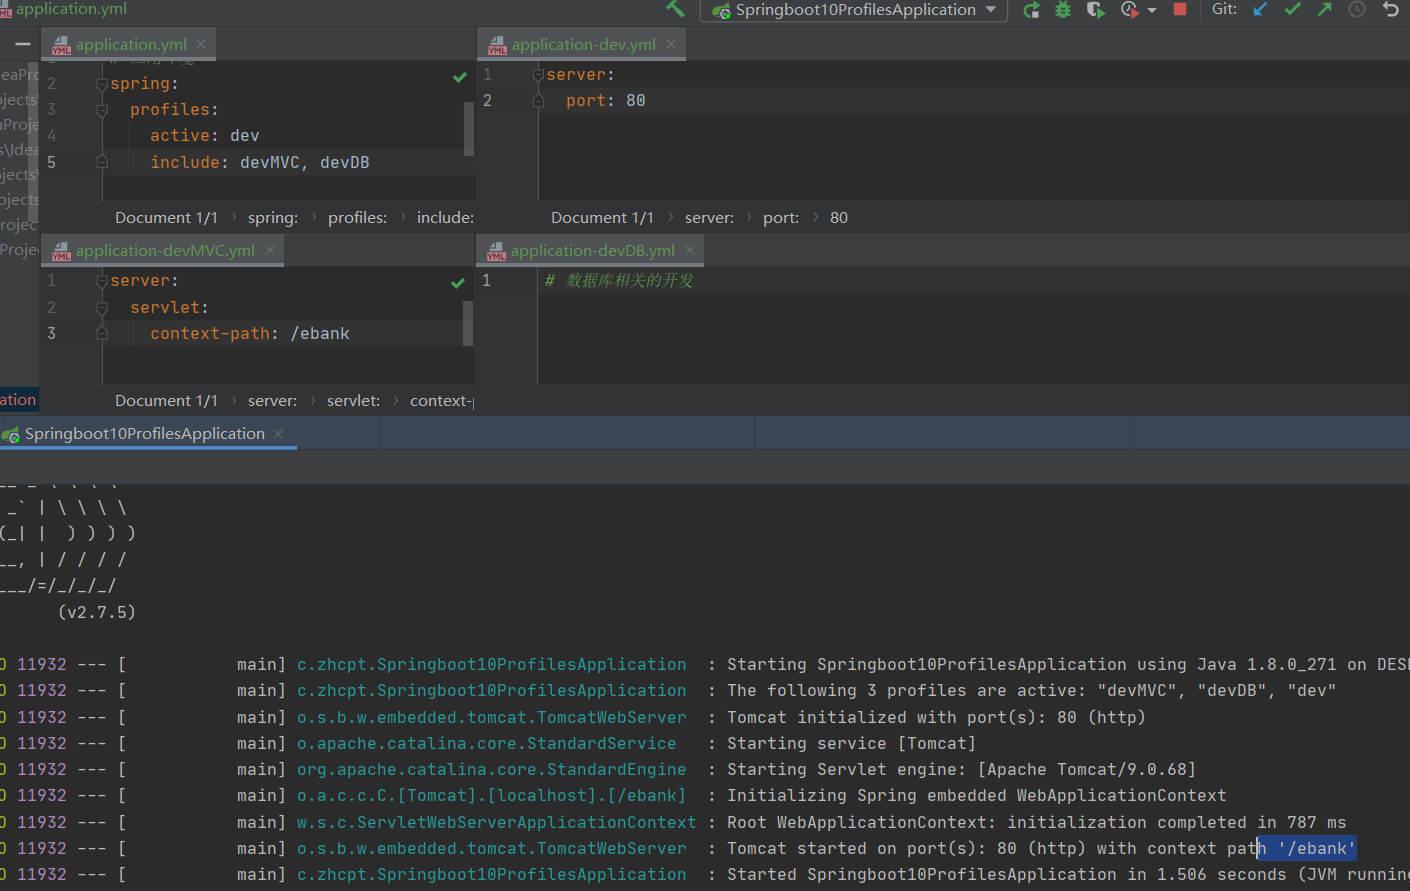 application.yml
Springboot10ProfilesApplication
Git:
application.yml
application-dev.yml
2 spring:
3 profiles:
4 active: dev
5 include: devMVC, devDB
1 server:
2 port: 80
Document 1/1 › spring: › profiles: › include:
Document 1/1 › server: › port: › 80
application-devMVC.yml
application-devDB.yml
1 server:
2 servlet:
3 context-path: /ebank
1 # 数据库相关的开发
Document 1/1 › server: › servlet: › context-
ation
Springboot10ProfilesApplication
_` | \ \ \ \
(_| | ) ) ) )
__, | / / / /
___/=/_/_/_/
(v2.7.5)
0 11932 --- [ main] c.zhcpt.Springboot10ProfilesApplication : Starting Springboot10ProfilesApplication using Java 1.8.0_271 on DES
0 11932 --- [ main] c.zhcpt.Springboot10ProfilesApplication : The following 3 profiles are active: "devMVC", "devDB", "dev"
0 11932 --- [ main] o.s.b.w.embedded.tomcat.TomcatWebServer : Tomcat initialized with port(s): 80 (http)
0 11932 --- [ main] o.apache.catalina.core.StandardService : Starting service [Tomcat]
0 11932 --- [ main] org.apache.catalina.core.StandardEngine : Starting Servlet engine: [Apache Tomcat/9.0.68]
0 11932 --- [ main] o.a.c.c.C.[Tomcat].[localhost].[/ebank] : Initializing Spring embedded WebApplicationContext
0 11932 --- [ main] w.s.c.ServletWebServerApplicationContext : Root WebApplicationContext: initialization completed in 787 ms
0 11932 --- [ main] o.s.b.w.embedded.tomcat.TomcatWebServer : Tomcat started on port(s): 80 (http) with context path '/ebank'
0 11932 --- [ main] c.zhcpt.Springboot10ProfilesApplication : Started Springboot10ProfilesApplication in 1.506 seconds (JVM running